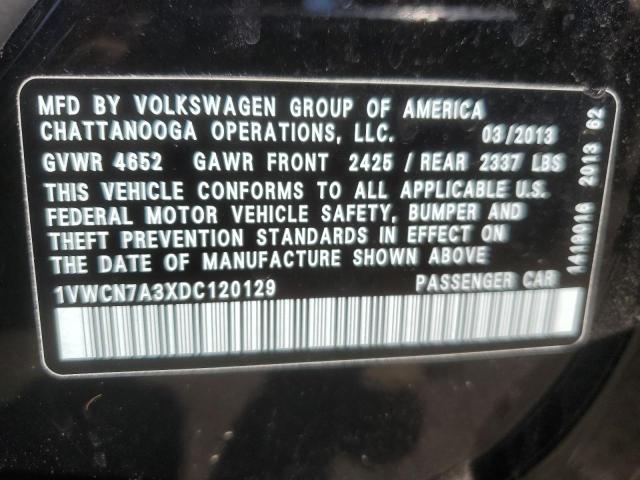 MFD BY VOLKSWAGEN GROUP OF AMERICA
CHATTANOOGA OPERATIONS, LLC. 03/2013
GVWR 4652 GAWR FRONT 2425 / REAR 2337 LBS
THIS VEHICLE CONFORMS TO ALL APPLICABLE U.S.
FEDERAL MOTOR VEHICLE SAFETY, BUMPER AND
THEFT PREVENTION STANDARDS IN EFFECT ON
THE DATE OF MANUFACTURE SHOWN ABOVE
1VWCN7A3XDC120129 PASSENGER CAR
1419016 2013 62